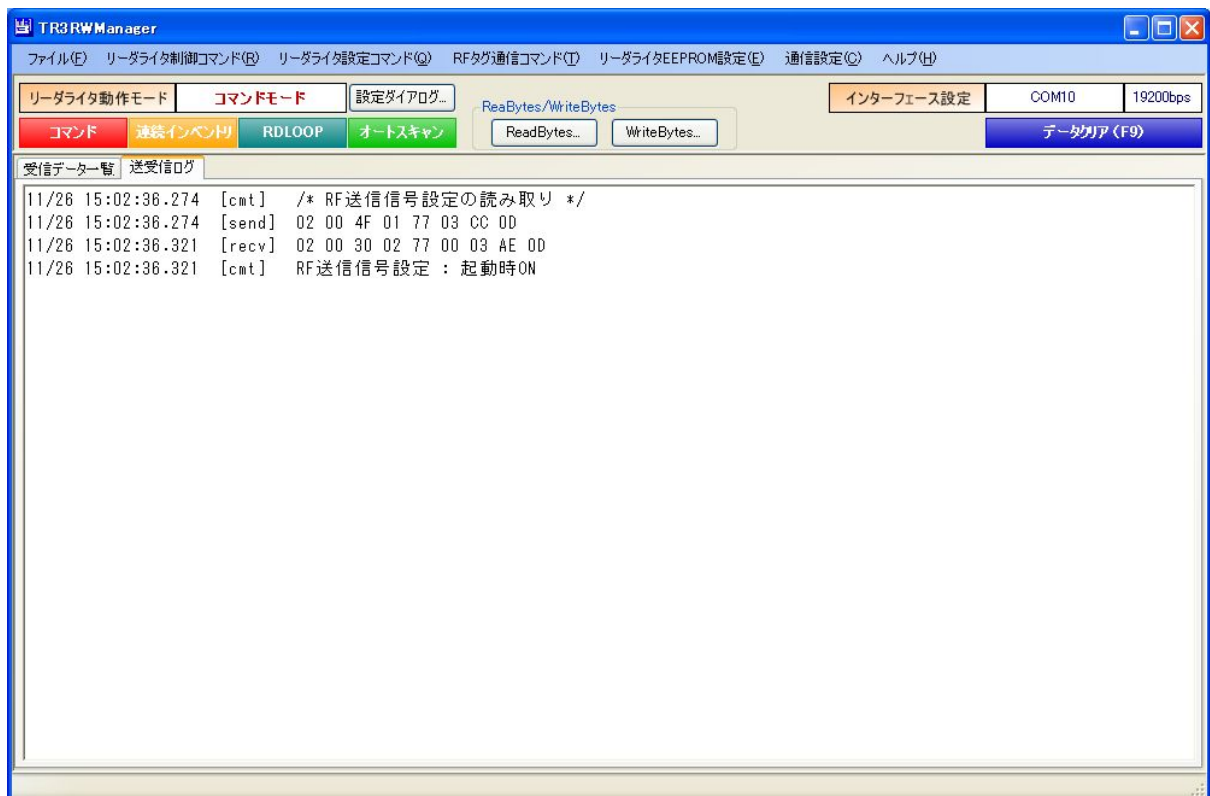 TR3RWManager
ファイル(F) リーダライタ制御コマンド(R) リーダライタ設定コマンド(Q) RFタグ通信コマンド(T) リーダライタEEPROM設定(E) 通信設定(C) ヘルプ(H)
リーダライタ動作モード コマンドモード 設定ダイアログ... ReaBytes/WriteBytes インターフェース設定 COM10 19200bps
コマンド 連続インベントリ RDLOOP オートスキャン ReadBytes... WriteBytes... データクリア(F9)
受信データ一覧 送受信ログ
11/26 15:02:36.274 [cmt] /* RF送信信号設定の読み取り */
11/26 15:02:36.274 [send] 02 00 4F 01 77 03 CC 0D
11/26 15:02:36.321 [recv] 02 00 30 02 77 00 03 AE 0D
11/26 15:02:36.321 [cmt] RF送信信号設定 : 起動時ON